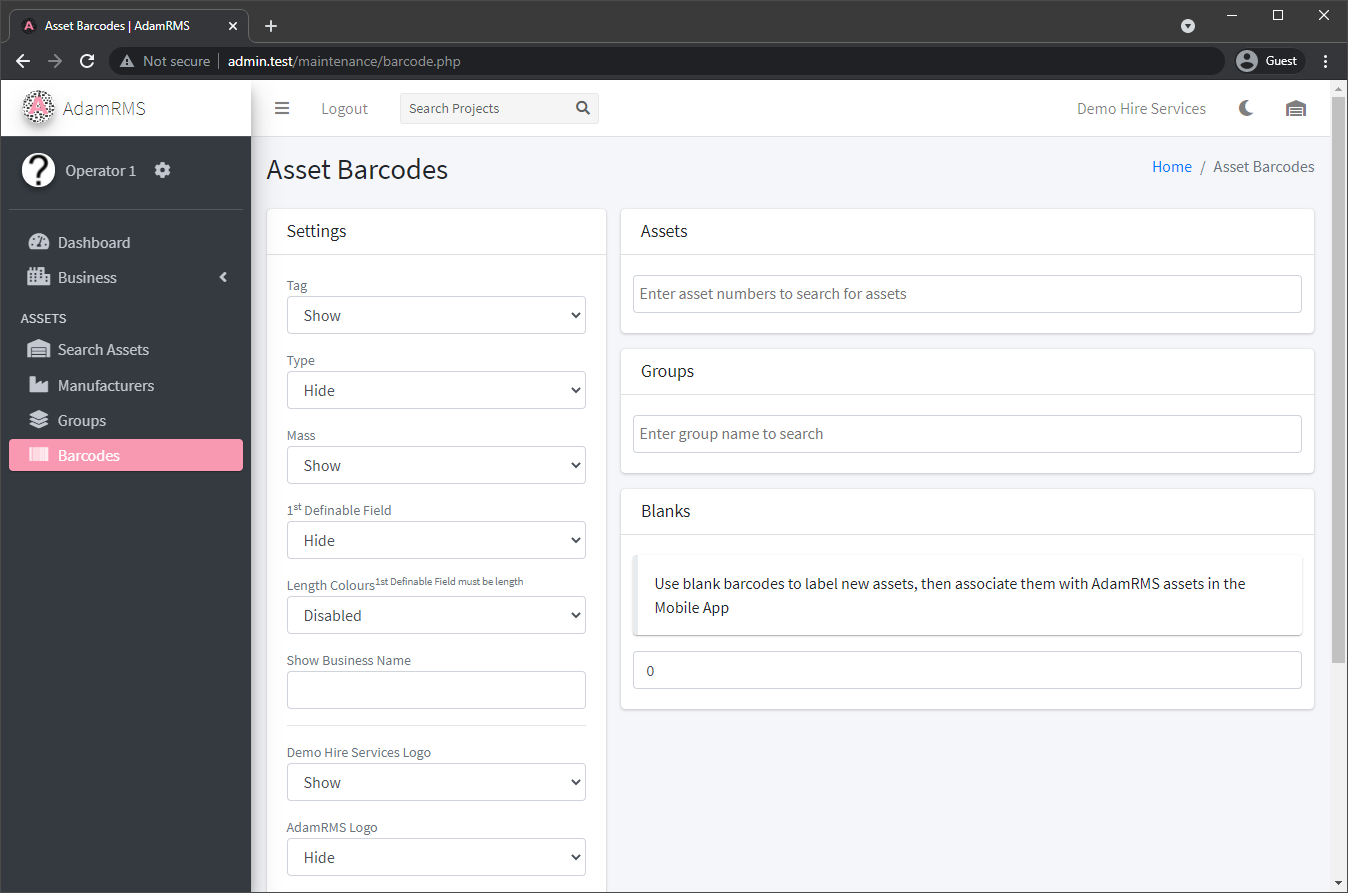 Asset Barcodes | AdamRMS
Not secure admin.test/maintenance/barcode.php
Guest
AdamRMS
Logout
Search Projects
Demo Hire Services
Operator 1
Dashboard
Business
ASSETS
Search Assets
Manufacturers
Groups
Barcodes
Asset Barcodes
Home / Asset Barcodes
Settings
Tag
Show
Type
Hide
Mass
Show
1st Definable Field
Hide
Length Colours1st Definable Field must be length
Disabled
Show Business Name
Demo Hire Services Logo
Show
AdamRMS Logo
Hide
Assets
Enter asset numbers to search for assets
Groups
Enter group name to search
Blanks
Use blank barcodes to label new assets, then associate them with AdamRMS assets in the
Mobile App
0